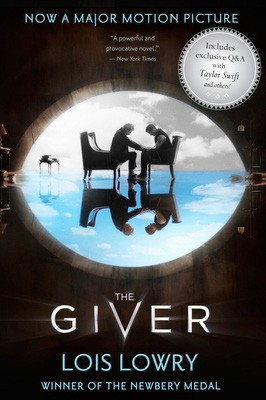 NOW A MAJOR MOTION PICTURE
"A powerful and
provocative novel."
— New York Times
Includes
exclusive Q&A
with
Taylor Swift
and others!
THE
GIVER
LOIS LOWRY
WINNER OF THE NEWBERY MEDAL